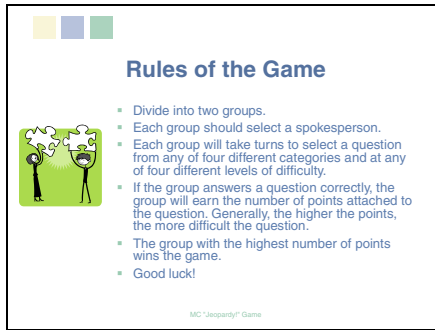 Rules of the Game
Divide into two groups.
Each group should select a spokesperson.
Each group will take turns to select a question
from any of four different categories and at any
of four different levels of difficulty.
If the group answers a question correctly, the
group will earn the number of points attached to
the question. Generally, the higher the points,
the more difficult the question.
The group with the highest number of points
wins the game.
Good luck!
MC "Jeopardy!" Game